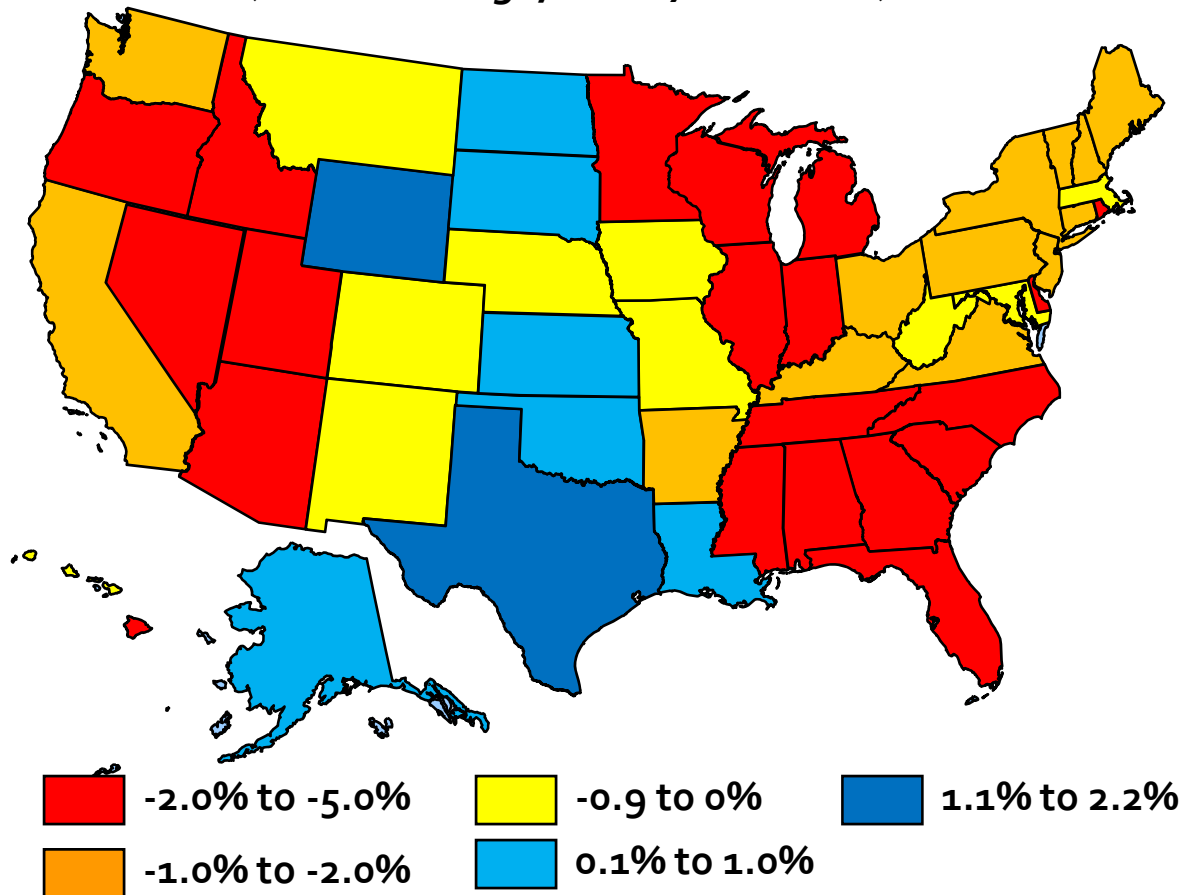 -2.0% to -5.0%
-0.9 to 0%
1.1% to 2.2%
-1.0% to -2.0%
0.1% to 1.0%